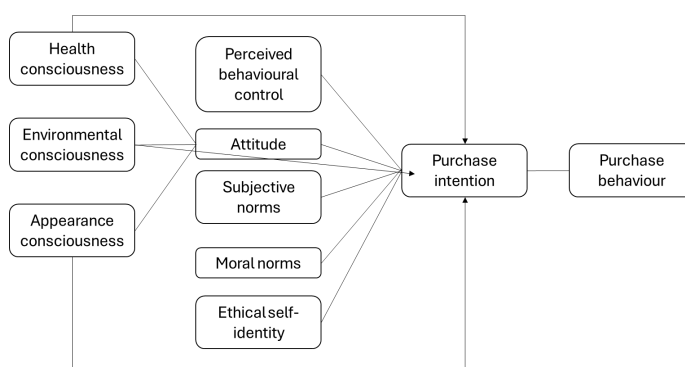 Health
consciousness
Environmental
consciousness
Appearance
consciousness
Perceived
behavioural
control
Attitude
Subjective
norms
Moral norms
Ethical self-
identity
Purchase
intention
Purchase
behaviour